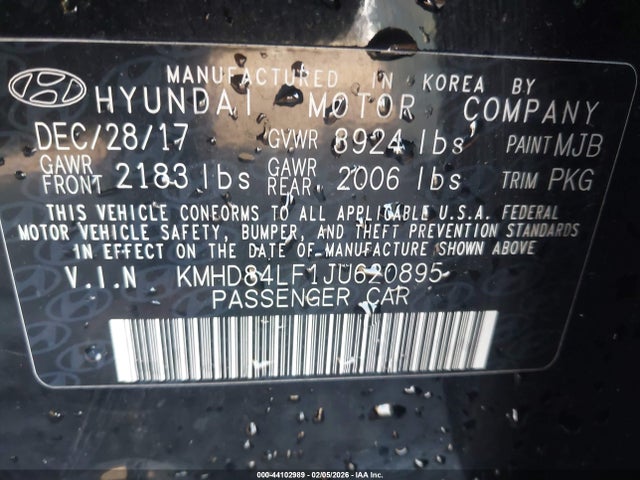 MANUFACTURED IN KOREA BY
HYUNDAI MOTOR COMPANY
DEC/28/17 GVWR 3924 lbs PAINT MJB
GAWR FRONT 2183 lbs GAWR REAR 2006 lbs TRIM PKG
THIS VEHICLE CONFORMS TO ALL APPLICABLE U.S.A. FEDERAL
MOTOR VEHICLE SAFETY, BUMPER, AND THEFT PREVENTION STANDARDS
IN EFFECT ON THE DATE OF MANUFACTURE SHOWN ABOVE
V.I.N KMHD84LF1JU620895
PASSENGER CAR
000-44102989 - 02/05/2026 - IAA Inc.